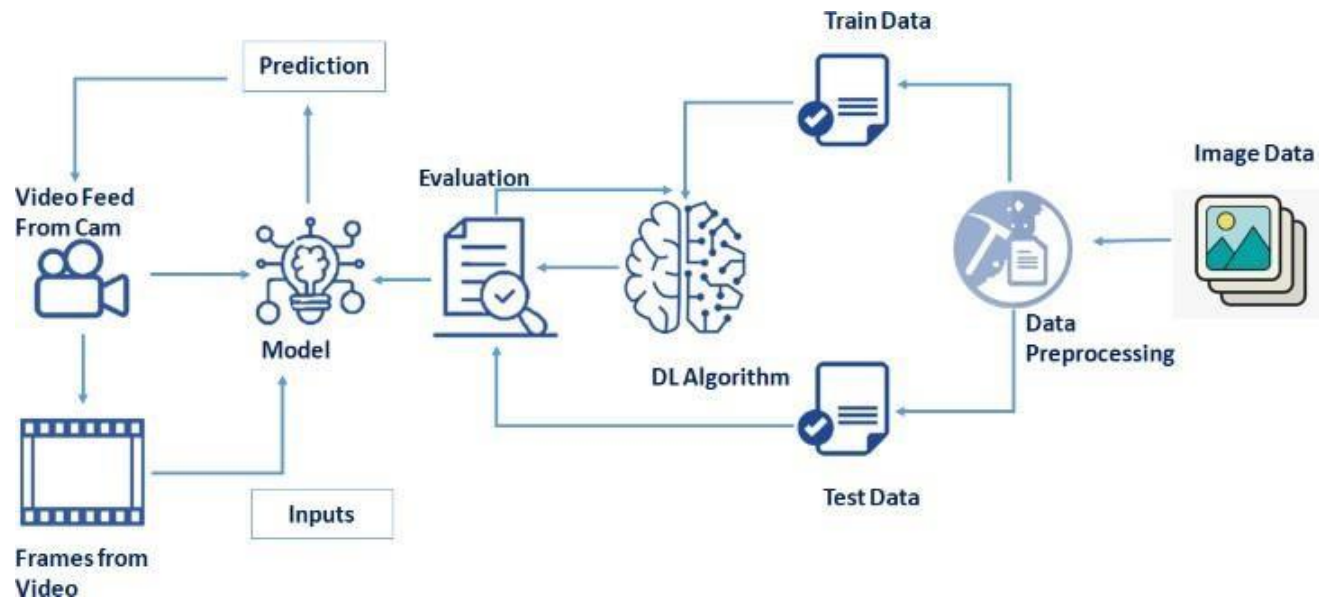 Train Data
Prediction
Image Data
Evaluation
Video Feed
From Cam
Model
Data
Preprocessing
DL Algorithm
Test Data
Inputs
Frames from
Video